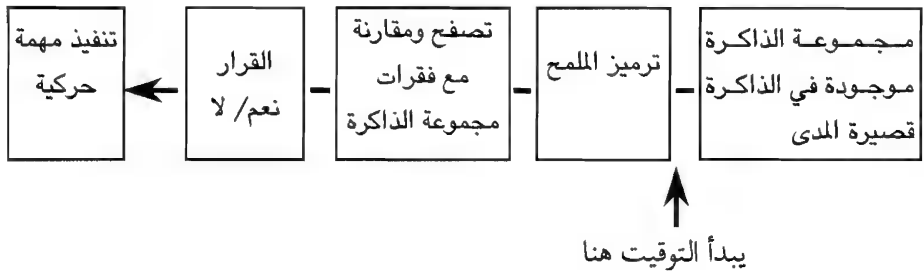 مجموعة الذاكرة
موجودة في الذاكرة
قصيرة المدى
ترميز الملمح
تصفح ومقارنة
مع فقرات
مجموعة الذاكرة
القرار
نعم/ لا
تنفيذ مهمة
حركية
يبدأ التوقيت هنا